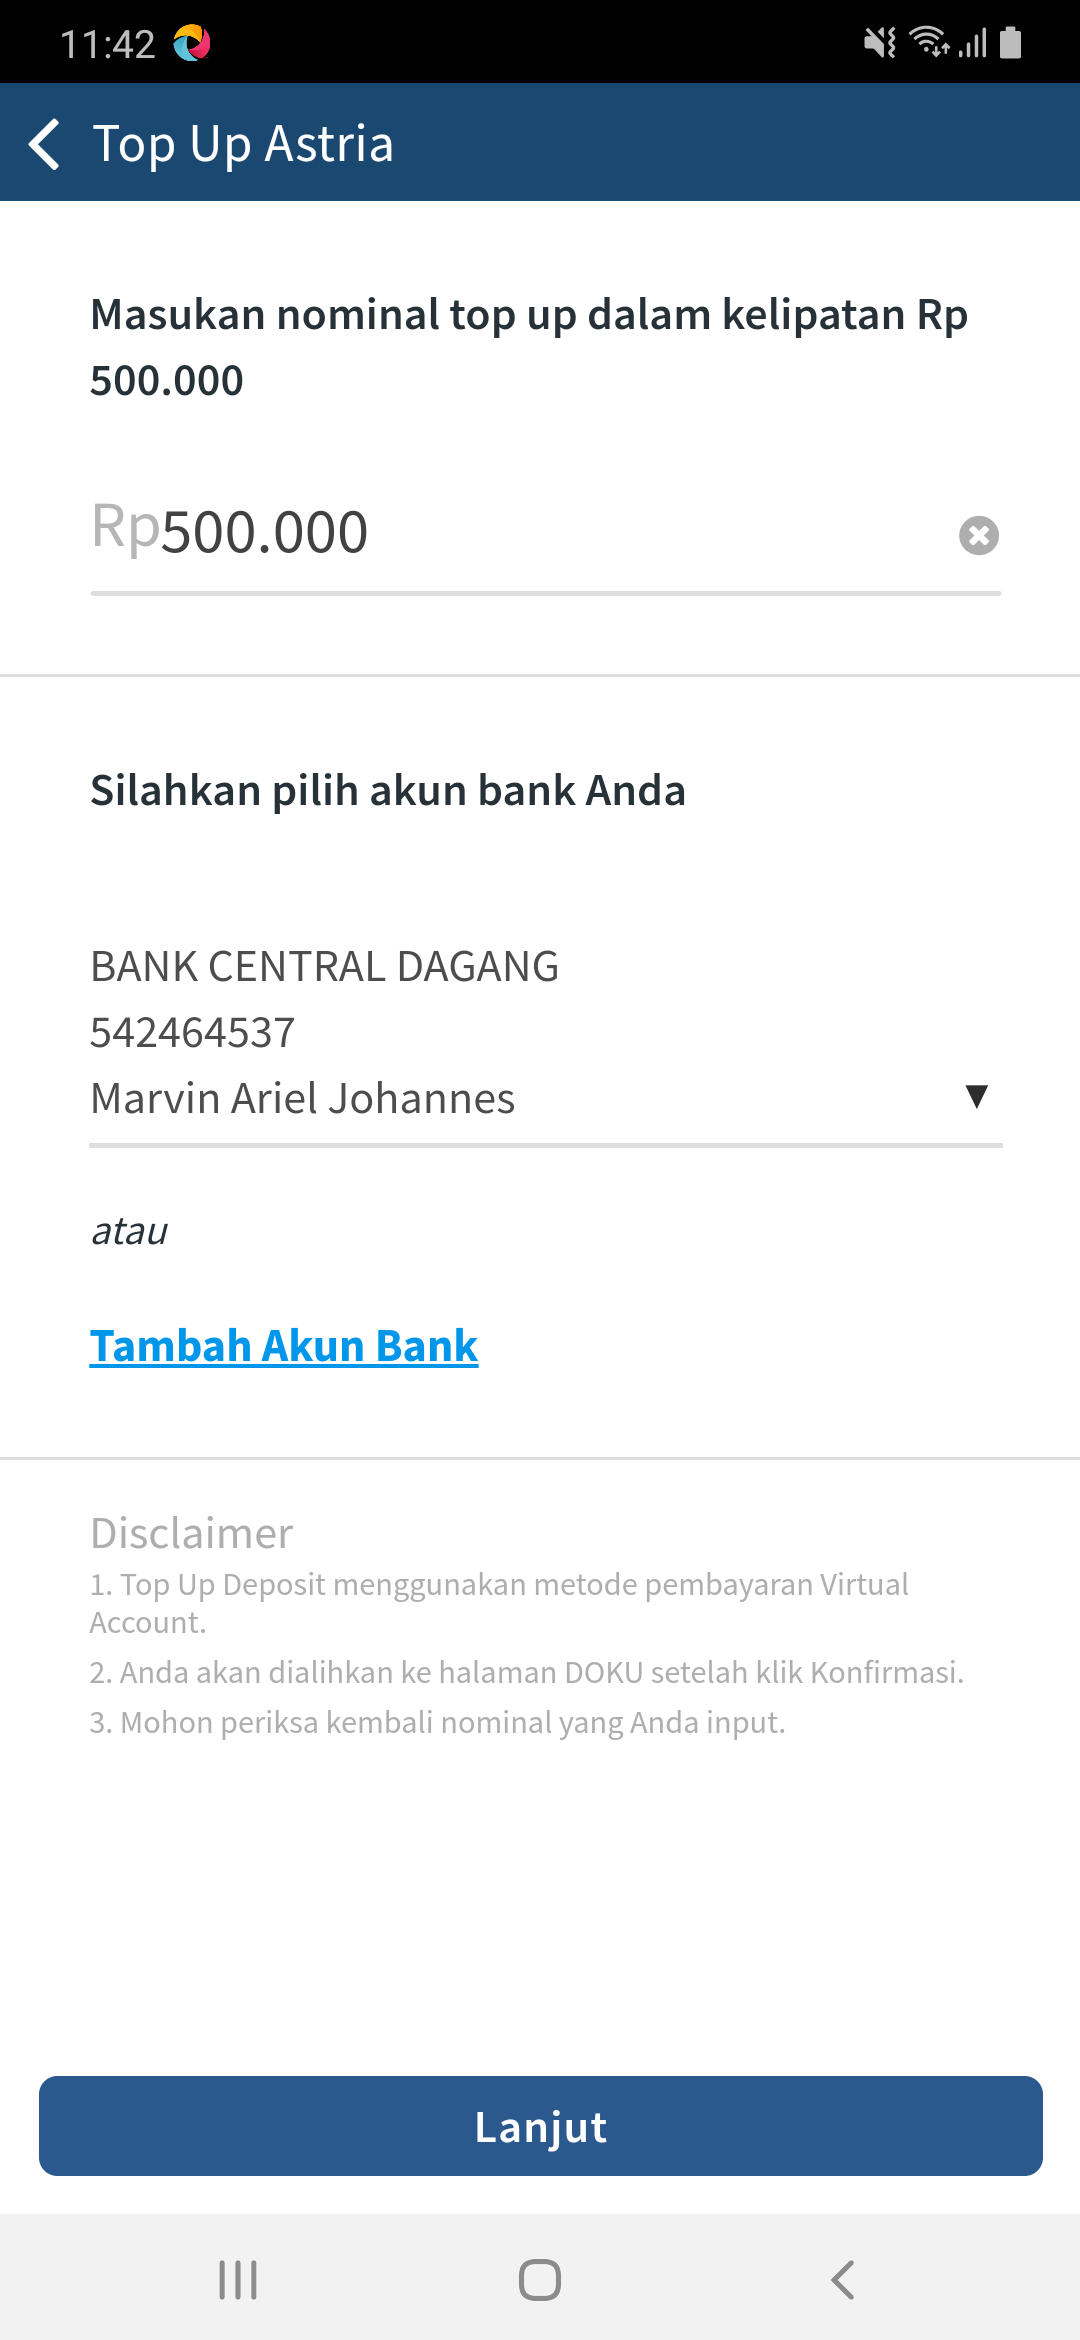 11:42
Top Up Astria
Masukan nominal top up dalam kelipatan Rp
500.000
Rp500.000
Silahkan pilih akun bank Anda
BANK CENTRAL DAGANG
542464537
Marvin Ariel Johannes
atau
Tambah Akun Bank
Disclaimer
1. Top Up Deposit menggunakan metode pembayaran Virtual
Account.
2. Anda akan dialihkan ke halaman DOKU setelah klik Konfirmasi.
3. Mohon periksa kembali nominal yang Anda input.
Lanjut